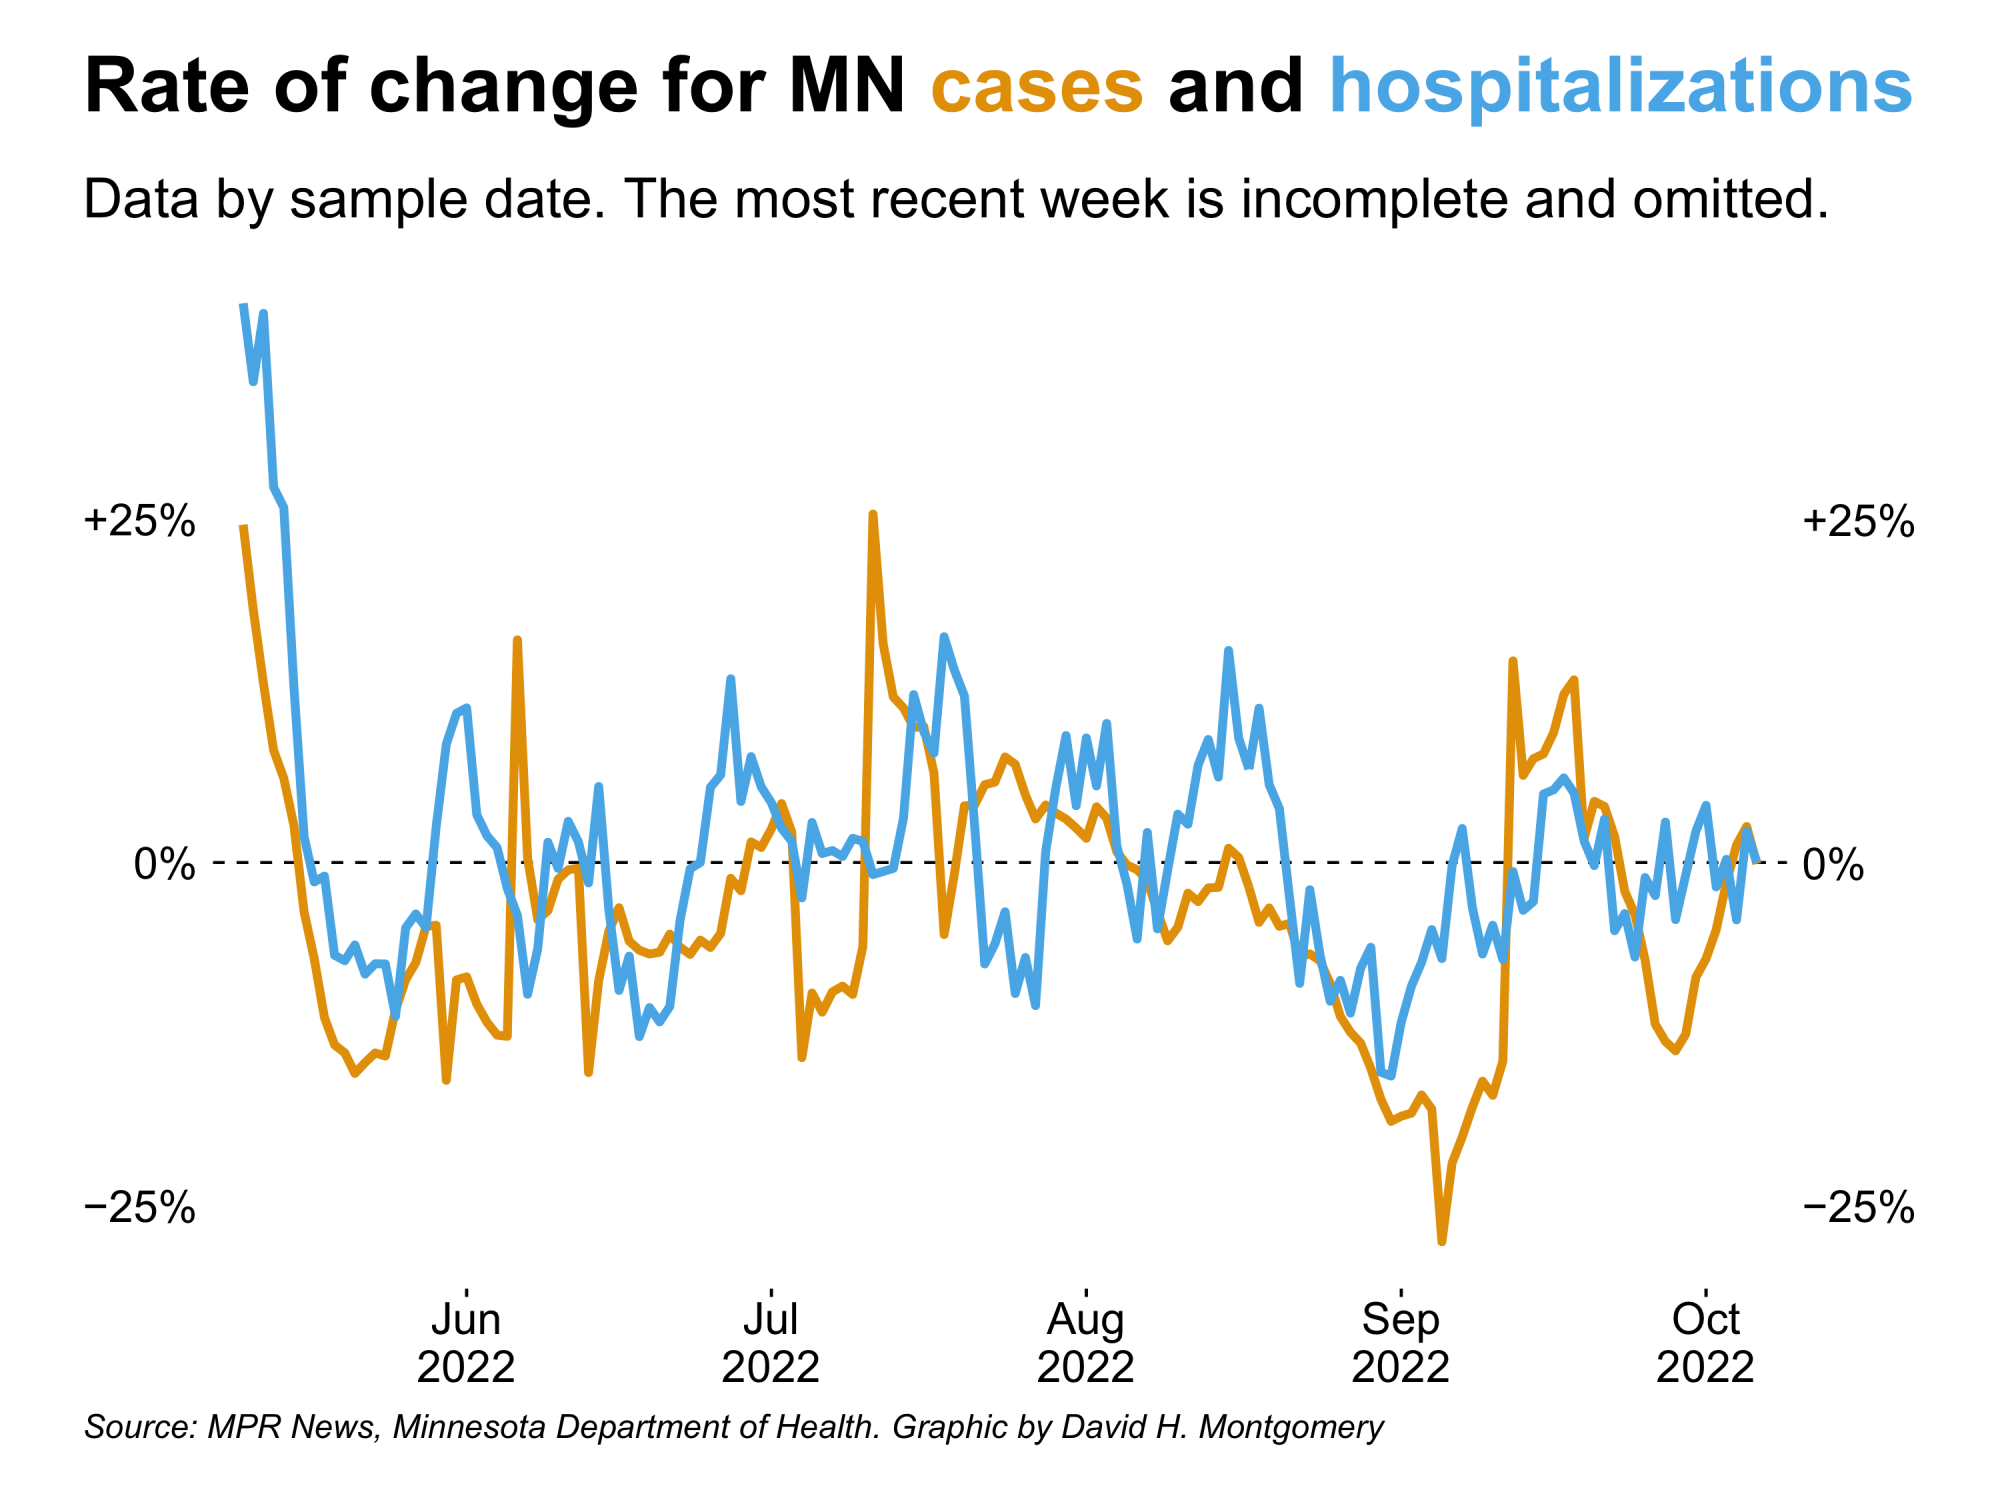 Rate of change for MN cases and hospitalizations
Data by sample date. The most recent week is incomplete and omitted.
+25%
+25%
0%
0%
−25%
−25%
Jun
2022
Jul
2022
Aug
2022
Sep
2022
Oct
2022
Source: MPR News, Minnesota Department of Health. Graphic by David H. Montgomery